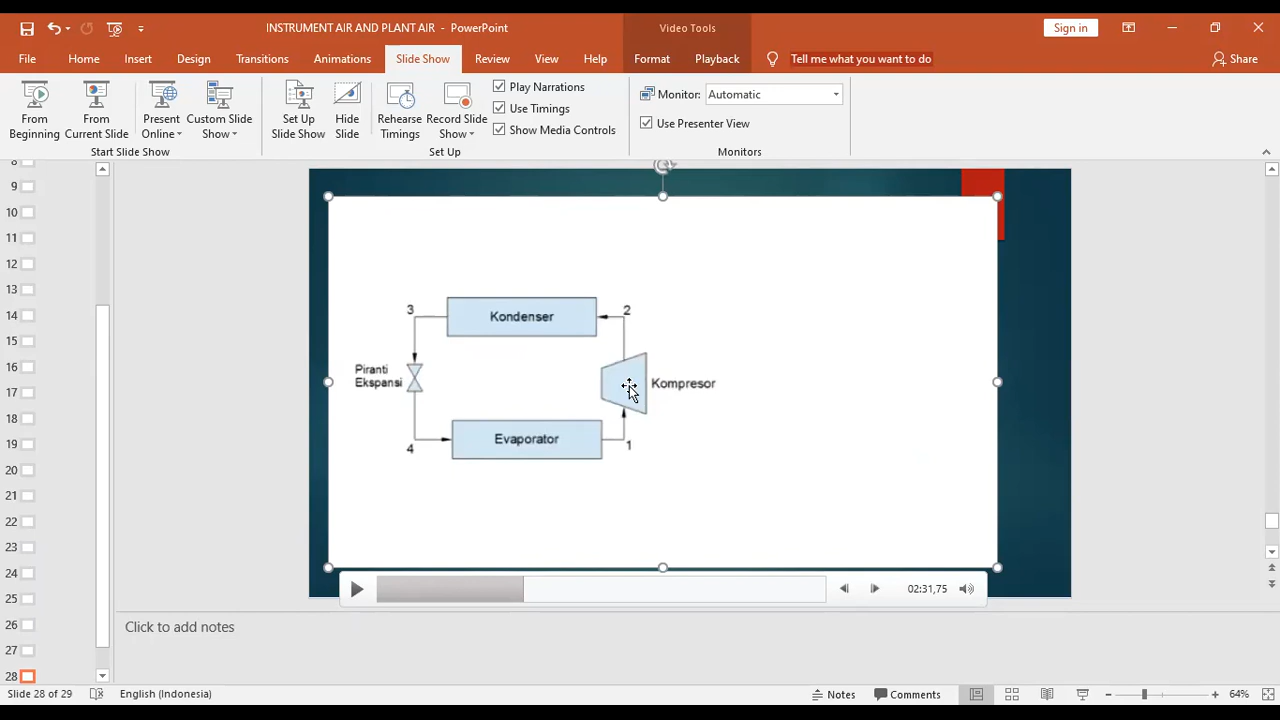 INSTRUMENT AIR AND PLANT AIR - PowerPoint
Video Tools
Sign in
File
Home
Insert
Design
Transitions
Animations
Slide Show
Review
View
Help
Format
Playback
Tell me what you want to do
Share
From
Beginning
From
Current Slide
Present
Online
Custom Slide
Show
Start Slide Show
Set Up
Slide Show
Hide
Slide
Rehearse
Timings
Record Slide
Show
Play Narrations
Use Timings
Show Media Controls
Set Up
Monitor:
Automatic
Use Presenter View
Monitors
9
10
11
12
13
14
15
16
17
18
19
20
21
22
23
24
25
26
27
28
3
Kondenser
2
Piranti
Ekspansi
Kompresor
4
Evaporator
1
02:31,75
Click to add notes
Slide 28 of 29
English (Indonesia)
Notes
Comments
64%